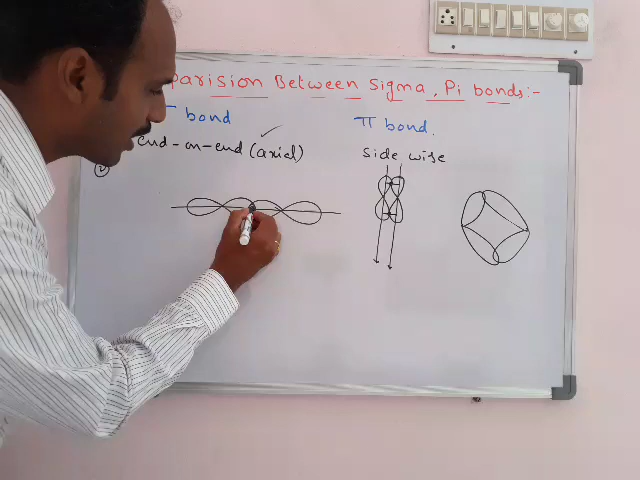 parision Between Sigma, Pi bonds:-
bond
π bond.
end-on-end (axial)
side wise